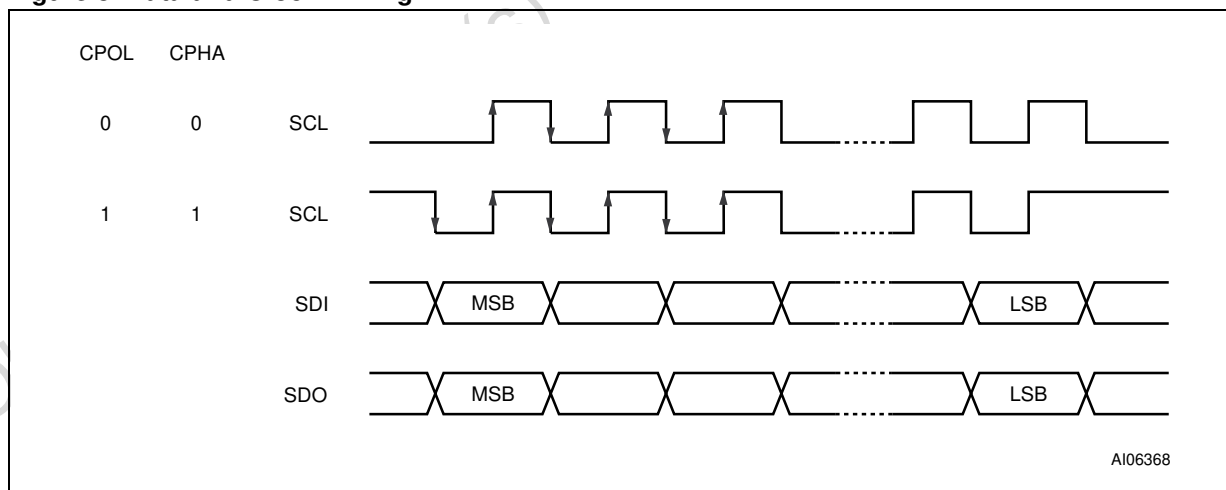 CPOL CPHA
0 0 SCL
1 1 SCL
SDI MSB LSB
SDO MSB LSB
AI06368